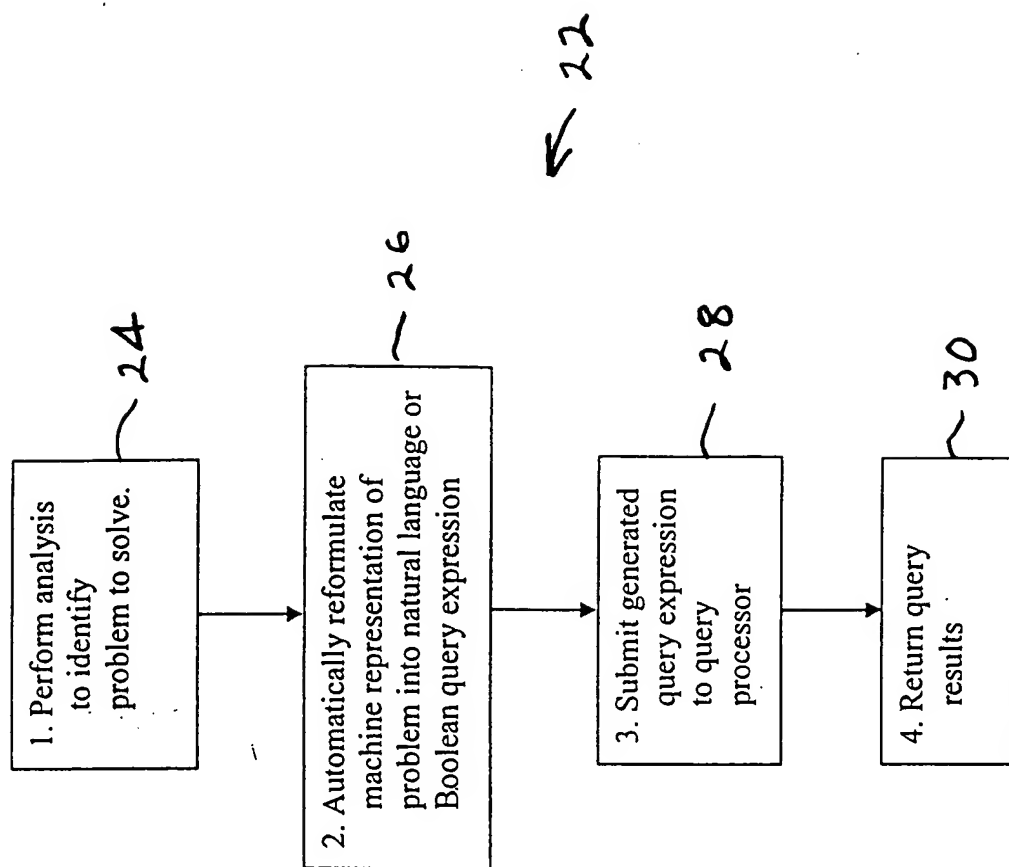 1. Perform analysis
to identify
problem to solve.
24
2. Automatically reformulate
machine representation of
problem into natural language or
Boolean query expression
26
22
3. Submit generated
query expression
to query
processor
28
4. Return query
results
30